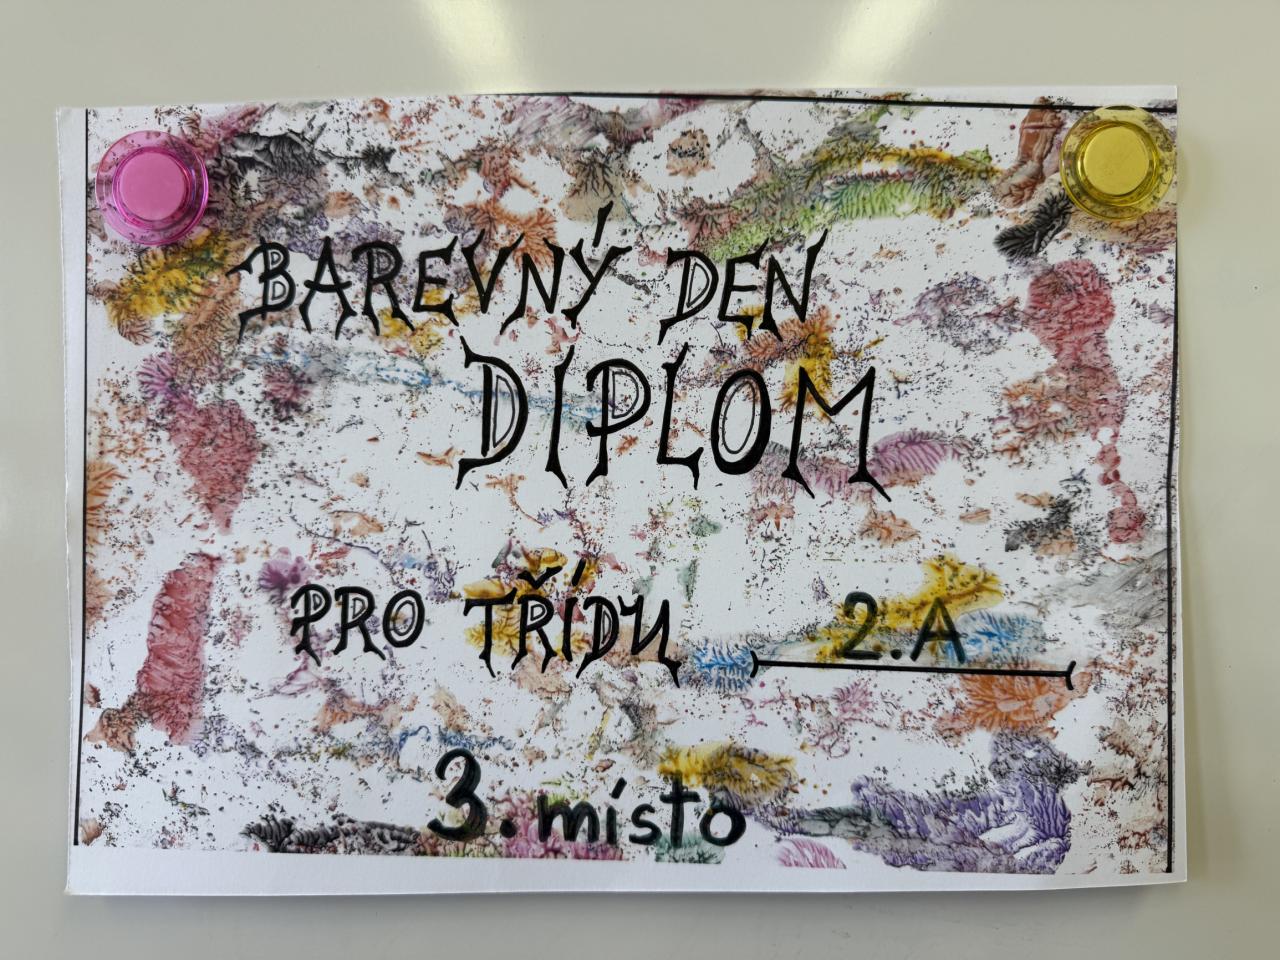 BAREVNÝ DEN
DIPLOM
PRO TŘÍDU 2.A
3. místo